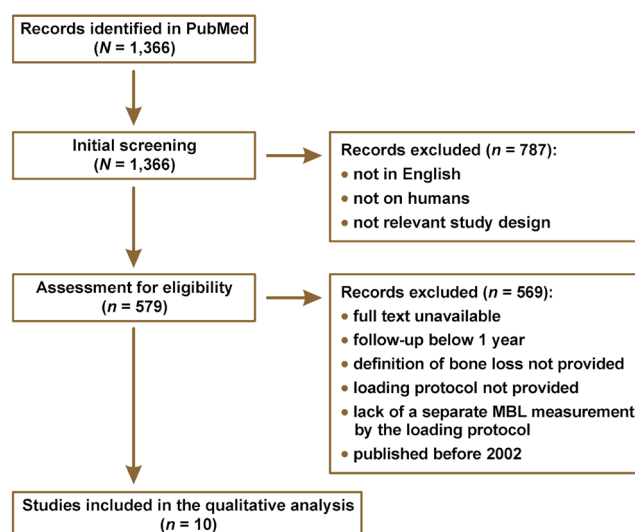 Records identified in PubMed
(N = 1,366)
Initial screening
(N = 1,366)
Records excluded (n = 787):
• not in English
• not on humans
• not relevant study design
Assessment for eligibility
(n = 579)
Records excluded (n = 569):
• full text unavailable
• follow-up below 1 year
• definition of bone loss not provided
• loading protocol not provided
• lack of a separate MBL measurement
by the loading protocol
• published before 2002
Studies included in the qualitative analysis
(n = 10)